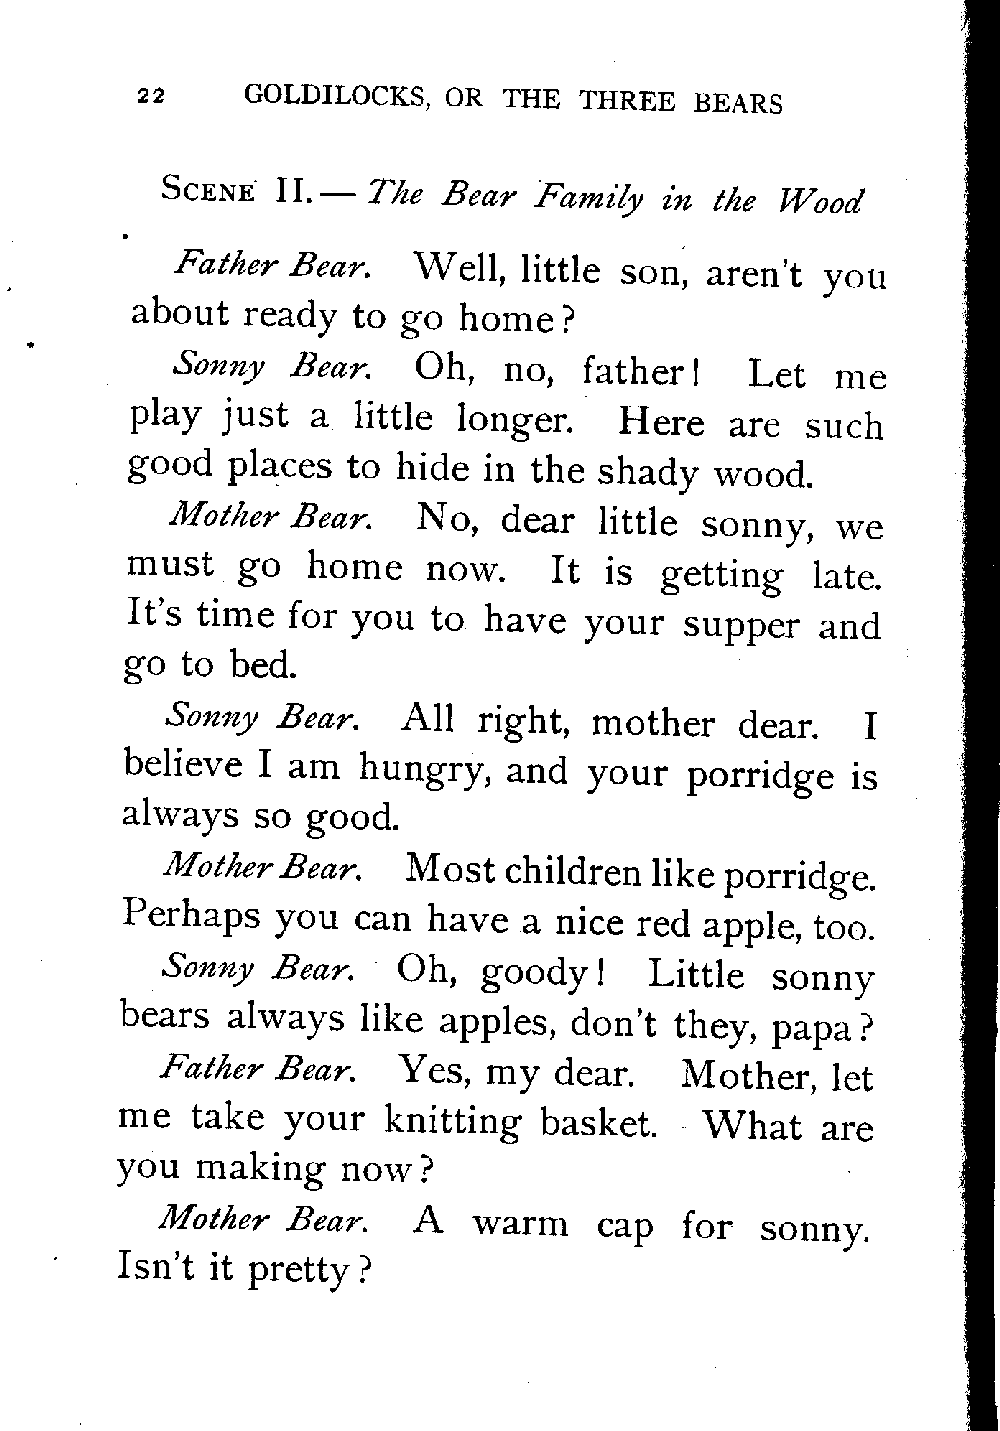 22 GOLDILOCKS, OR THE THREE BEARS
SCENE II.— The Bear Family in the Wood
Father Bear. Well, little son, aren't you
about ready to go home?
Sonny Bear. Oh, no, father! Let me
play just a little longer. Here are such
good places to hide in the shady wood.
Mother Bear. No, dear little sonny, we
must go home now. It is getting late.
It's time for you to have your supper and
go to bed.
Sonny Bear. All right, mother dear. I
believe I am hungry, and your porridge is
always so good.
Mother Bear. Most children like porridge.
Perhaps you can have a nice red apple, too.
Sonny Bear. Oh, goody! Little sonny
bears always like apples, don't they, papa?
Father Bear. Yes, my dear. Mother, let
me take your knitting basket. What are
you making now?
Mother Bear. A warm cap for sonny.
Isn't it pretty?